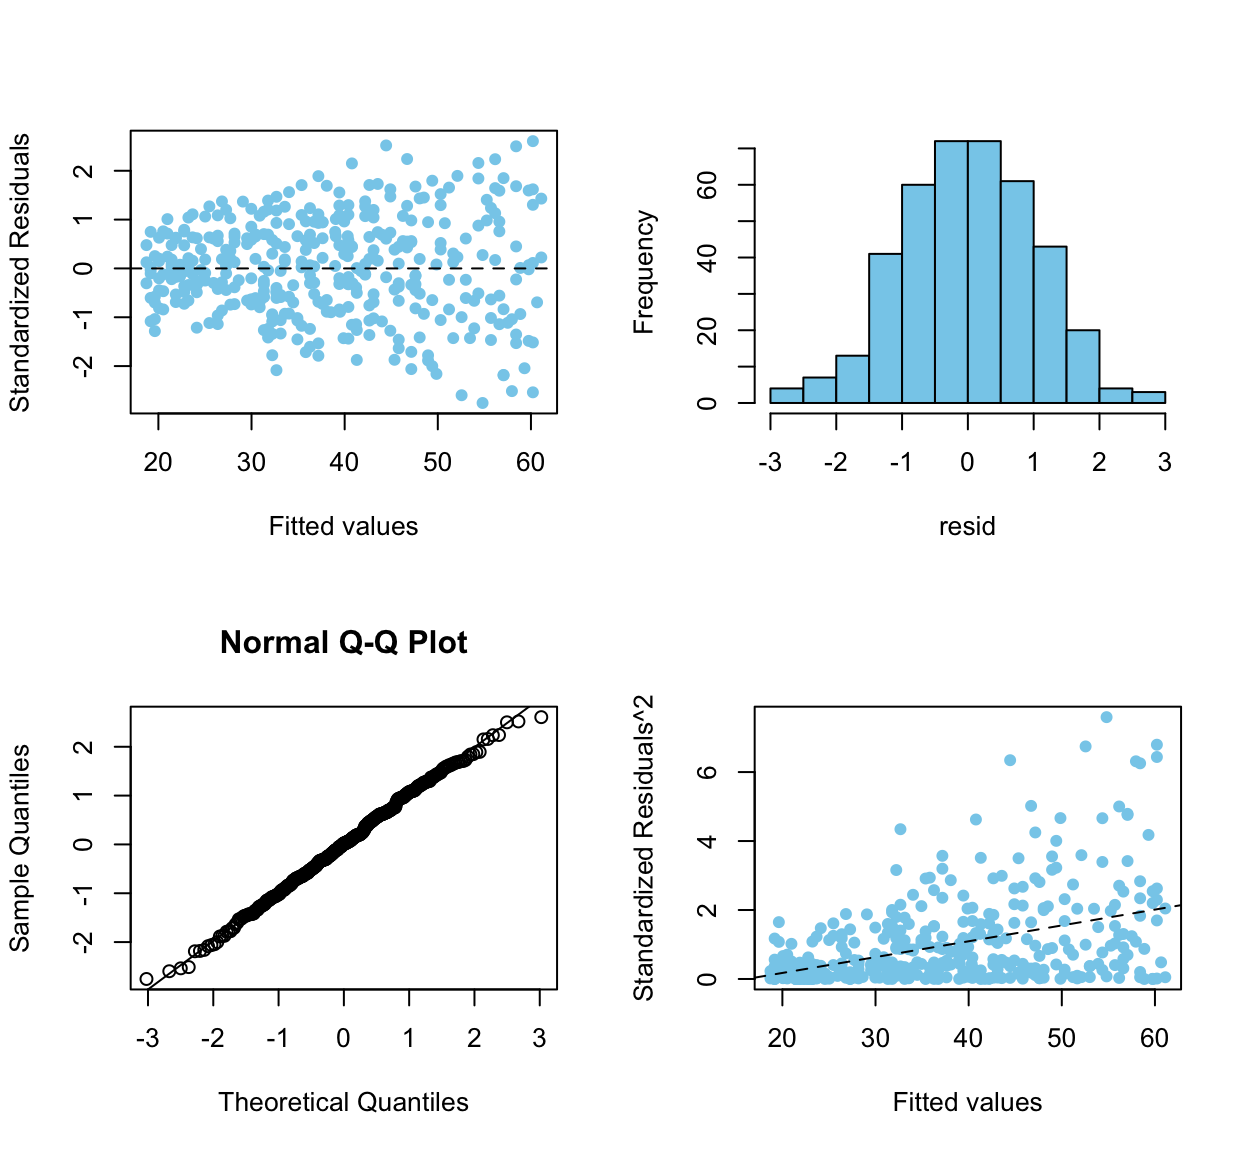 Standardized Residuals
2
1
0
-1
-2
20 30 40 50 60
Fitted values
Frequency
60
40
20
0
-3 -2 -1 0 1 2 3
resid
Normal Q-Q Plot
Sample Quantiles
2
1
0
-1
-2
-3 -2 -1 0 1 2 3
Theoretical Quantiles
Standardized Residuals^2
6
4
2
0
20 30 40 50 60
Fitted values